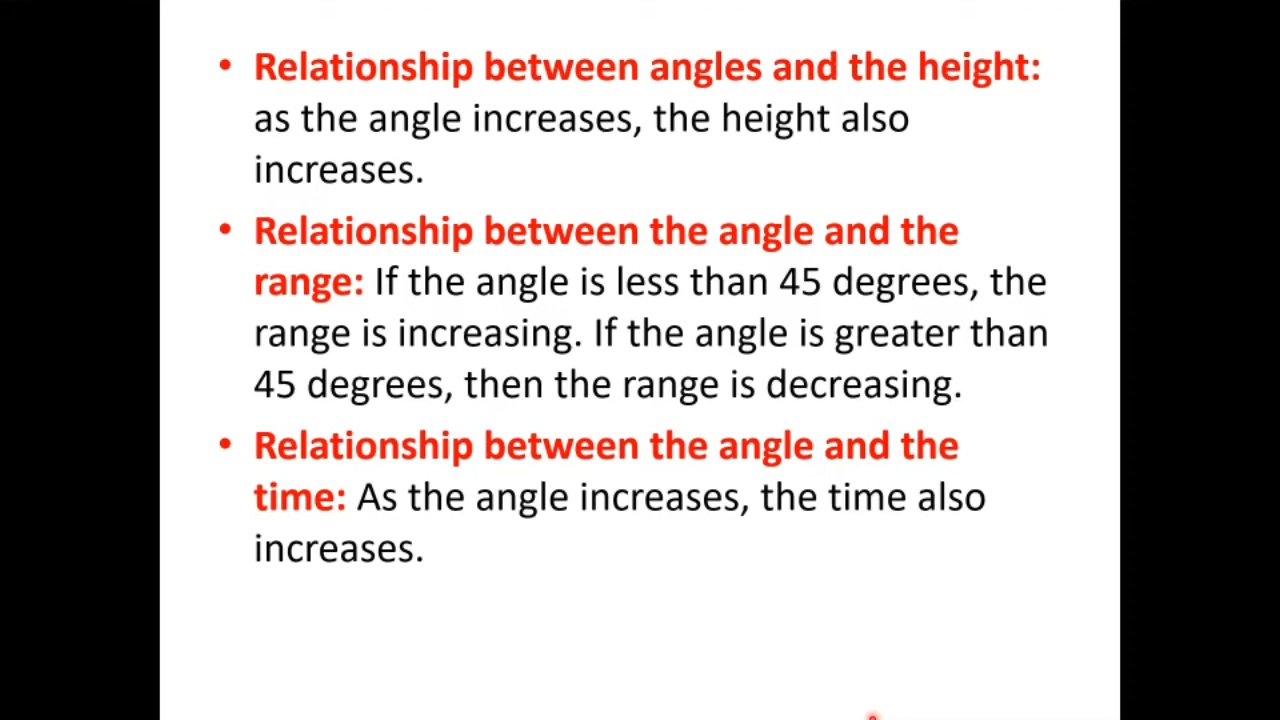 • Relationship between angles and the height:
as the angle increases, the height also
increases.
• Relationship between the angle and the
range: If the angle is less than 45 degrees, the
range is increasing. If the angle is greater than
45 degrees, then the range is decreasing.
• Relationship between the angle and the
time: As the angle increases, the time also
increases.